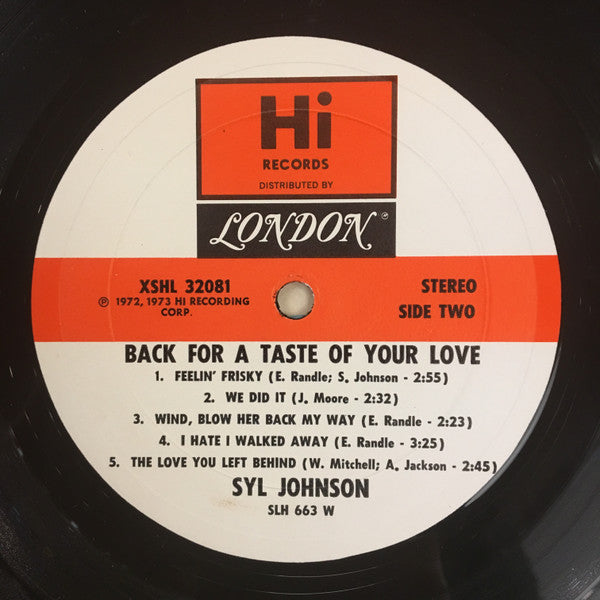 Hi
RECORDS
DISTRIBUTED BY
LONDON®
XSHL 32081
℗ 1972, 1973 HI RECORDING
CORP.
STEREO
SIDE TWO
BACK FOR A TASTE OF YOUR LOVE
1. FEELIN' FRISKY (E. Randle; S. Johnson - 2:55)
2. WE DID IT (J. Moore - 2:32)
3. WIND, BLOW HER BACK MY WAY (E. Randle - 2:23)
4. I HATE I WALKED AWAY (E. Randle - 3:25)
5. THE LOVE YOU LEFT BEHIND (W. Mitchell; A. Jackson - 2:45)
SYL JOHNSON
SLH 663 W